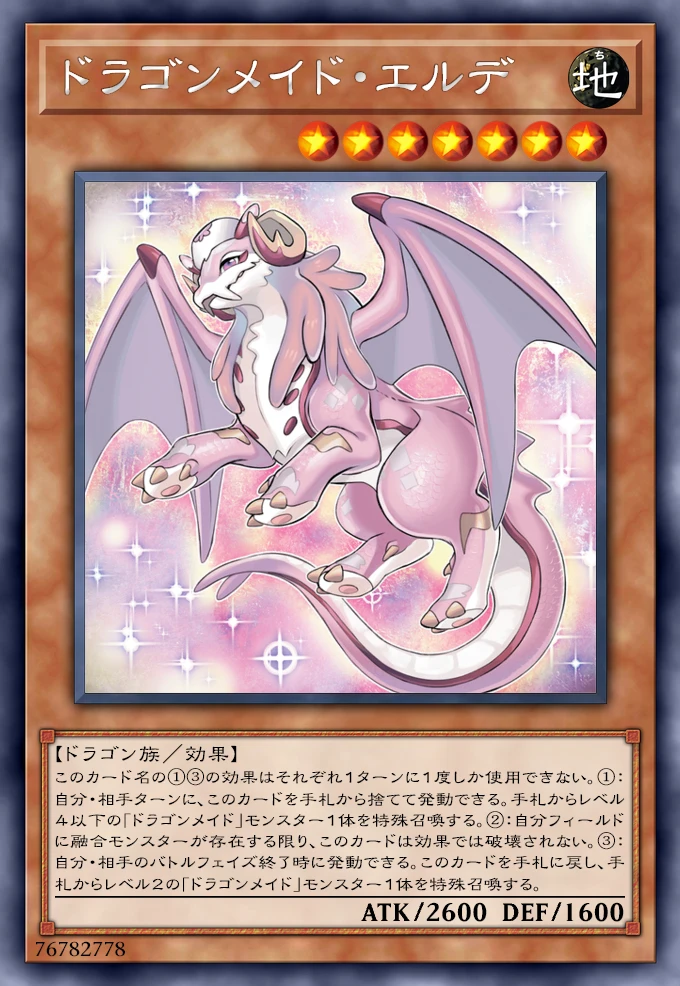 ドラゴンメイド・エルデ
ち
地
【ドラゴン族／効果】
このカード名の①③の効果はそれぞれ1ターンに1度しか使用できない。①：
自分・相手ターンに、このカードを手札から捨てて発動できる。手札からレベル
4以下の「ドラゴンメイド」モンスター1体を特殊召喚する。②：自分フィールド
に融合モンスターが存在する限り、このカードは効果では破壊されない。③：
自分・相手のバトルフェイズ終了時に発動できる。このカードを手札に戻し、手
札からレベル2の「ドラゴンメイド」モンスター1体を特殊召喚する。
ATK/2600 DEF/1600
76782778